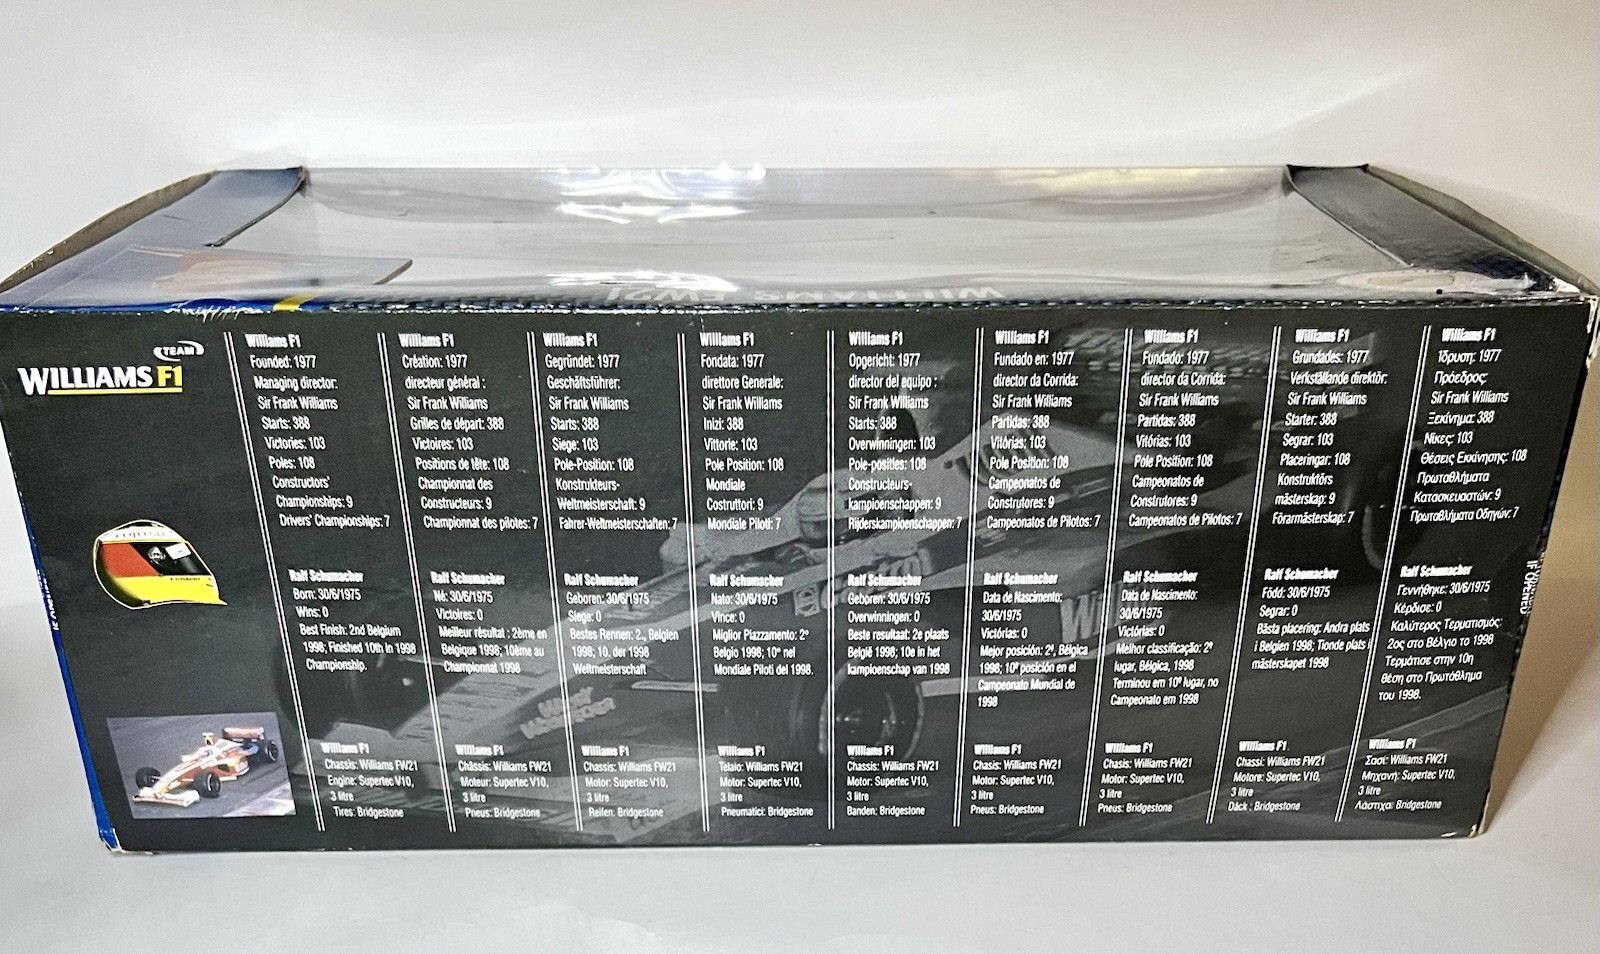 TEAM
WILLIAMS F1
Williams F1
Founded: 1977
Managing director:
Sir Frank Williams
Starts: 388
Victories: 103
Poles: 108
Constructors'
Championships: 9
Drivers' Championships: 7
Ralf Schumacher
Born: 30/6/1975
Wins: 0
Best Finish: 2nd Belgium
1998; Finished 10th in 1998
Championship.
Williams F1
Chassis: Williams FW21
Engine: Supertec V10,
3 litre
Tires: Bridgestone
Williams F1
Création: 1977
directeur général :
Sir Frank Williams
Grilles de départ: 388
Victoires: 103
Positions de tête: 108
Championnat des
Constructeurs: 9
Championnat des pilotes: 7
Ralf Schumacher
Né: 30/6/1975
Victoires: 0
Meilleur résultat : 2ème en
Belgique 1998; 10ème au
Championnat 1998
Williams F1
Châssis: Williams FW21
Moteur: Supertec V10,
3 litre
Pneus: Bridgestone
Williams F1
Gegründet: 1977
Geschäftsführer:
Sir Frank Williams
Starts: 388
Siege: 103
Pole-Position: 108
Konstrukteurs-
Weltmeisterschaft: 9
Fahrer-Weltmeisterschaften: 7
Ralf Schumacher
Geboren: 30/6/1975
Siege: 0
Bestes Rennen: 2., Belgien
1998; 10. der 1998
Weltmeisterschaft
Williams F1
Chassis: Williams FW21
Motor: Supertec V10,
3 litre
Reifen: Bridgestone
Williams F1
Fondata: 1977
direttore Generale:
Sir Frank Williams
Inizi: 388
Vittorie: 103
Pole Position: 108
Mondiale
Costruttori: 9
Mondiale Piloti: 7
Ralf Schumacher
Nato: 30/6/1975
Vince: 0
Miglior Piazzamento: 2°
Belgio 1998; 10° nel
Mondiale Piloti del 1998.
Williams F1
Telaio: Williams FW21
Motor: Supertec V10,
3 litre
Pneumatici: Bridgestone
Williams F1
Opgericht: 1977
director del equipo :
Sir Frank Williams
Starts: 388
Overwinningen: 103
Pole-posities: 108
Constructeurs-
kampioenschappen: 9
Rijderskampioenschappen: 7
Ralf Schumacher
Geboren: 30/6/1975
Overwinningen: 0
Beste resultaat: 2e plaats
België 1998; 10e in het
kampioenschap van 1998
Williams F1
Chassis: Williams FW21
Motor: Supertec V10,
3 litre
Banden: Bridgestone
Williams F1
Fundado en: 1977
director da Corrida:
Sir Frank Williams
Partidas: 388
Vitórias: 103
Pole Position: 108
Campeonatos de
Construtores: 9
Campeonatos de Pilotos: 7
Ralf Schumacher
Data de Nascimento:
30/6/1975
Victórias: 0
Mejor posición: 2ª, Bélgica
1998; 10ª posición en el
Campeonato Mundial de
1998
Williams F1
Chasis: Williams FW21
Motor: Supertec V10,
3 litre
Pneus: Bridgestone
Williams F1
Fundado: 1977
director da Corrida:
Sir Frank Williams
Partidas: 388
Vitórias: 103
Pole Position: 108
Campeonatos de
Construtores: 9
Campeonatos de Pilotos: 7
Ralf Schumacher
Data de Nascimento:
30/6/1975
Victórias: 0
Melhor classificação: 2º
lugar, Bélgica, 1998
Terminou em 10º lugar, no
Campeonato em 1998
Williams F1
Chasis: Williams FW21
Motor: Supertec V10,
3 litre
Pneus: Bridgestone
Williams F1
Grundades: 1977
Verkställande direktör:
Sir Frank Williams
Starter: 388
Segrar: 103
Placeringar: 108
Konstruktörs
mästerskap: 9
Förarmästerskap: 7
Ralf Schumacher
Född: 30/6/1975
Segrar: 0
Bästa placering: Andra plats
i Belgien 1998; Tionde plats i
mästerskapet 1998
Williams F1
Chassi: Williams FW21
Motore: Supertec V10,
3 litre
Däck : Bridgestone
Williams F1
Ίδρυση: 1977
Πρόεδρος:
Sir Frank Williams
Ξεκίνημα: 388
Νίκες: 103
Θέσεις Εκκίνησης: 108
Πρωταθλήματα
Κατασκευαστών: 9
Πρωταθλήματα Οδηγών: 7
Ralf Schumacher
Γεννήθηκε: 30/6/1975
Κέρδισε: 0
Καλύτερος Τερματισμός:
2ος στο Βέλγιο το 1998
Τερμάτισε στην 10η
θέση στο Πρωτάθλημα
του 1998.
Williams F1
Σασί: Williams FW21
Μηχανή: Supertec V10,
3 litre
Λάστιχα: Bridgestone
WILLIAMS FW21
IF OPENED